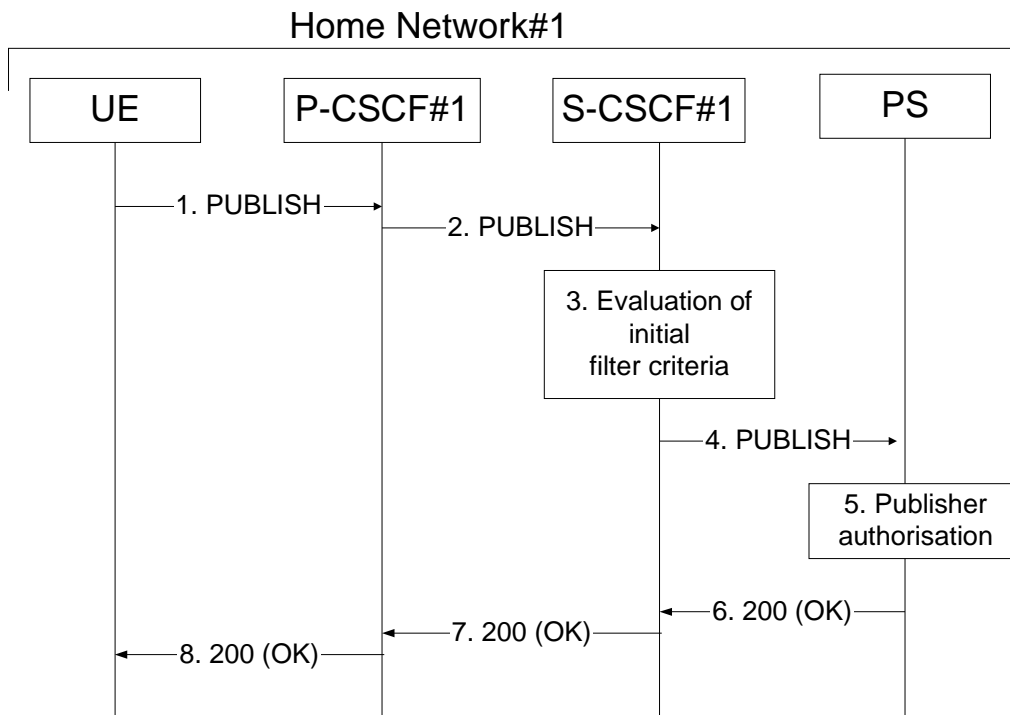 Home Network#1
UE
P-CSCF#1
S-CSCF#1
PS
1. PUBLISH
2. PUBLISH
3. Evaluation of
initial
filter criteria
4. PUBLISH
5. Publisher
authorisation
6. 200 (OK)
7. 200 (OK)
8. 200 (OK)